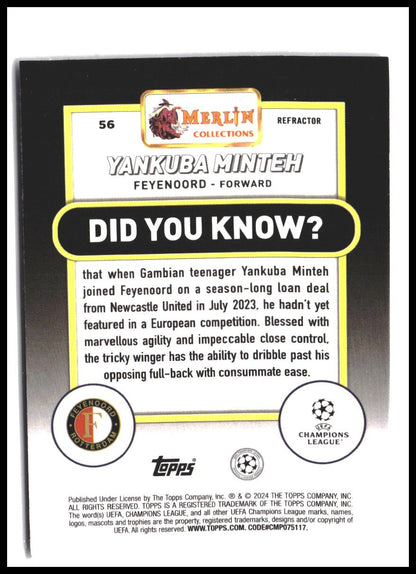 56
MERLIN
COLLECTIONS
REFRACTOR
YANKUBA MINTEH
FEYENOORD - FORWARD
DID YOU KNOW?
that when Gambian teenager Yankuba Minteh
joined Feyenoord on a season-long loan deal
from Newcastle United in July 2023, he hadn't yet
featured in a European competition. Blessed with
marvellous agility and impeccable close control,
the tricky winger has the ability to dribble past his
opposing full-back with consummate ease.
FEYENOORD
F
ROTTERDAM
UEFA
CHAMPIONS
LEAGUE
topps
Published Under License by The Topps Company, Inc. ® & © 2024 THE TOPPS COMPANY, INC.
ALL RIGHTS RESERVED. TOPPS IS A REGISTERED TRADEMARK OF THE TOPPS COMPANY, INC.
The word(s) UEFA, CHAMPIONS LEAGUE, and all other UEFA Champions League marks, names,
logos, mascots and trophies are the property, registered trademarks, designs and/or copyright of
UEFA. All rights reserved. WWW.TOPPS.COM. CODE#CMP075117.